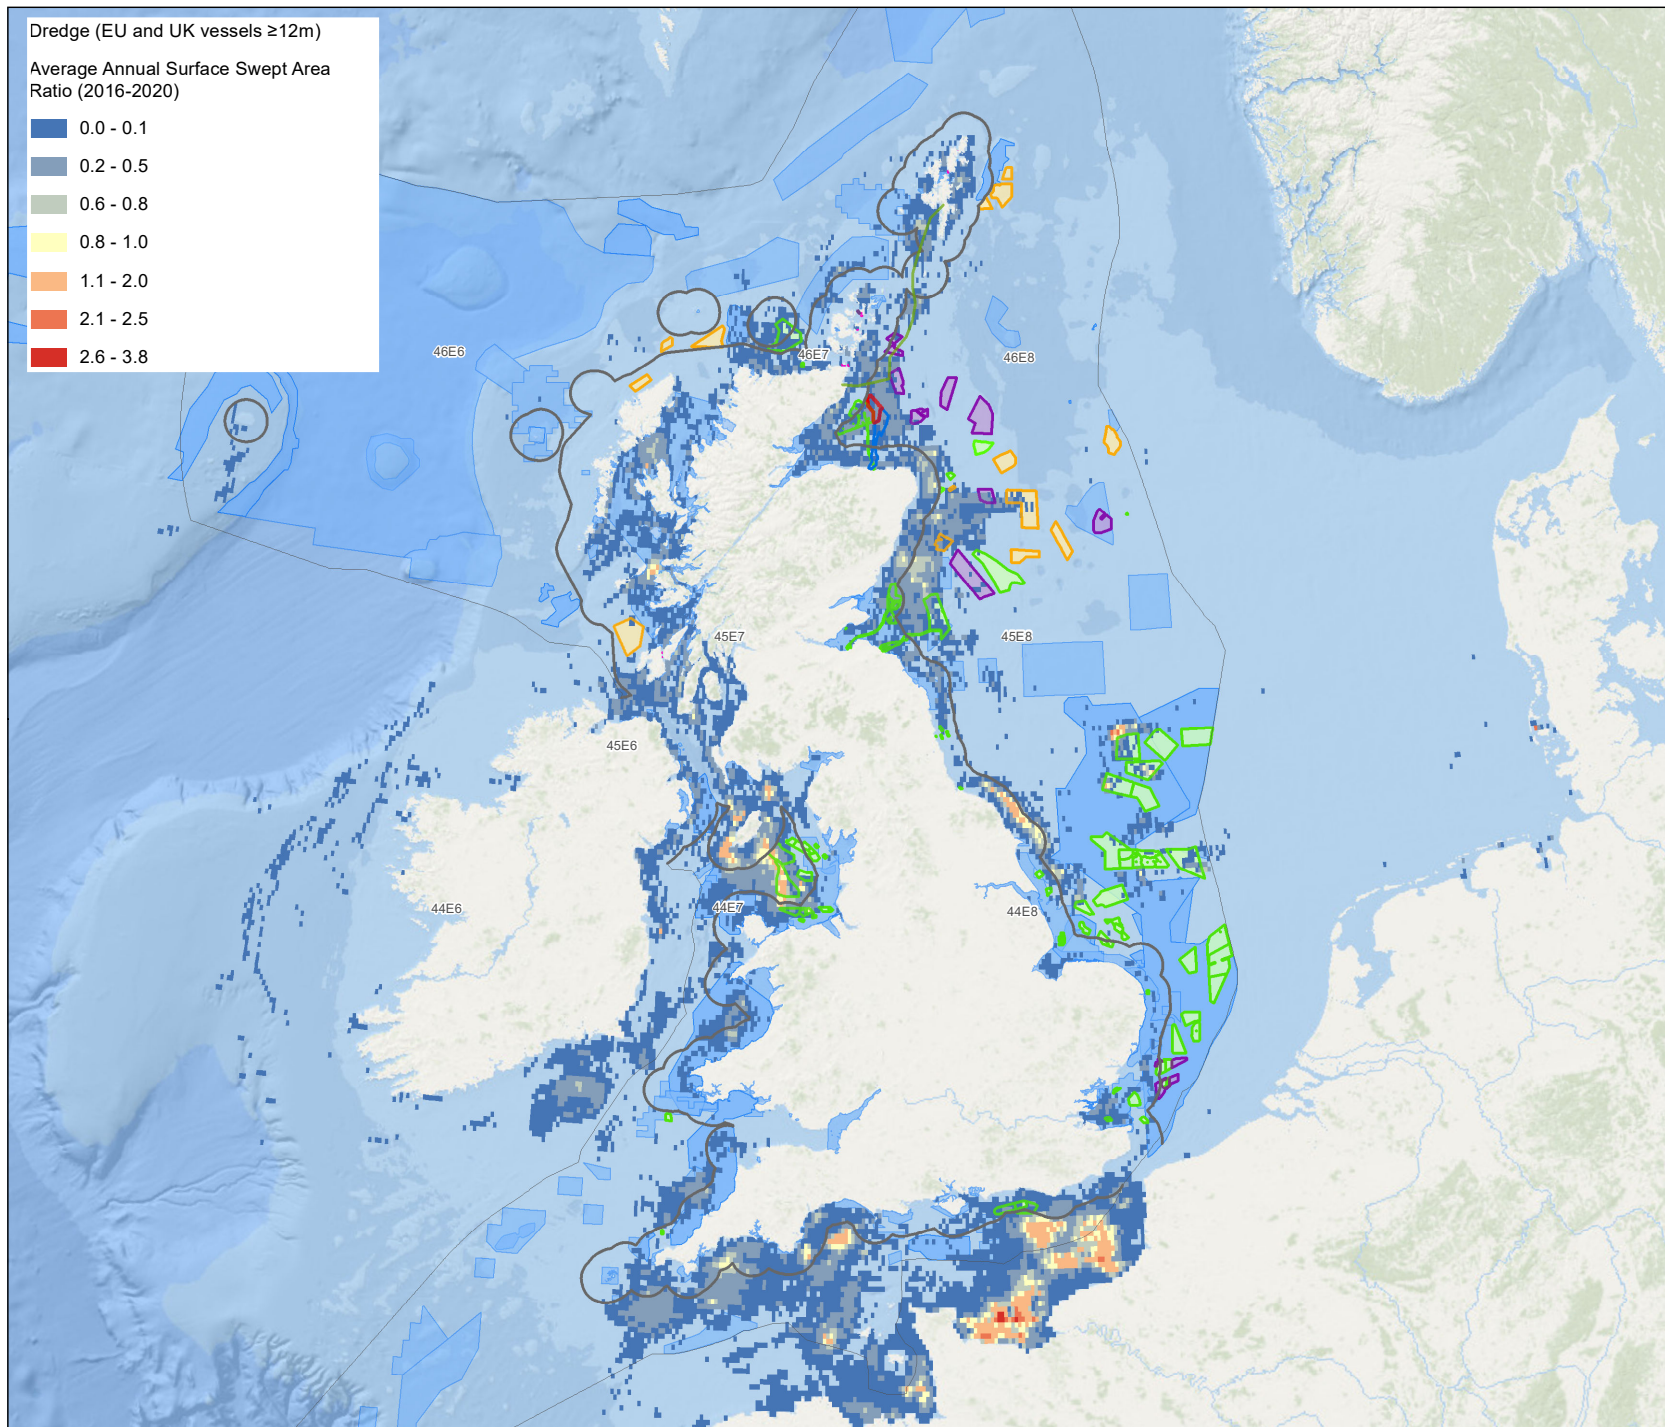 Dredge (EU and UK vessels ≥12m)
Average Annual Surface Swept Area
Ratio (2016-2020)
0.0 - 0.1
0.2 - 0.5
0.6 - 0.8
0.8 - 1.0
1.1 - 2.0
2.1 - 2.5
2.6 - 3.8
46E6
46E7
46E8
45E7
45E8
45E6
44E6
44E7
44E8